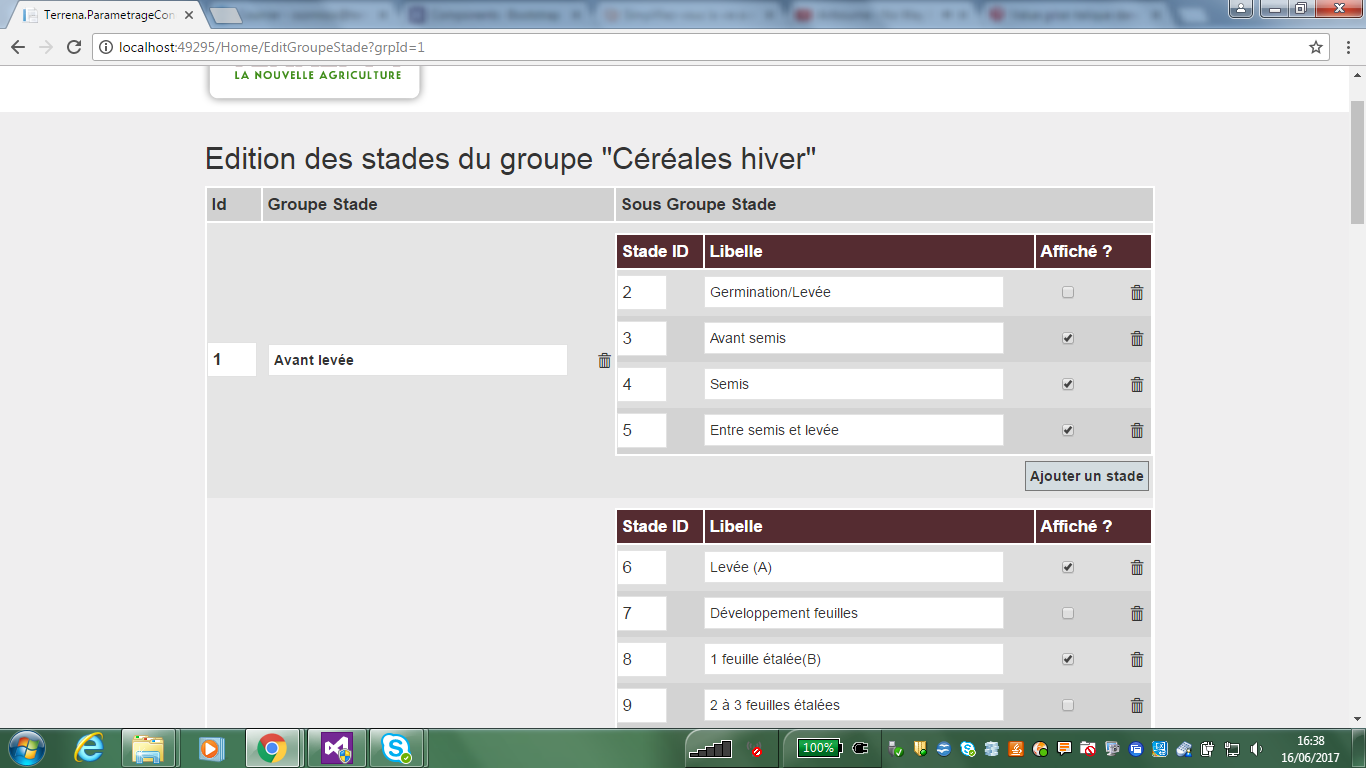 Terrena.ParametrageCon
localhost:49295/Home/EditGroupeStade?grpId=1
LA NOUVELLE AGRICULTURE
Edition des stades du groupe "Céréales hiver"
Id Groupe Stade Sous Groupe Stade
Stade ID Libelle Affiché ?
2 Germination/Levée
3 Avant semis
1 Avant levée
4 Semis
5 Entre semis et levée
Ajouter un stade
Stade ID Libelle Affiché ?
6 Levée (A)
7 Développement feuilles
8 1 feuille étalée(B)
9 2 à 3 feuilles étalées
100%
16:38
16/06/2017